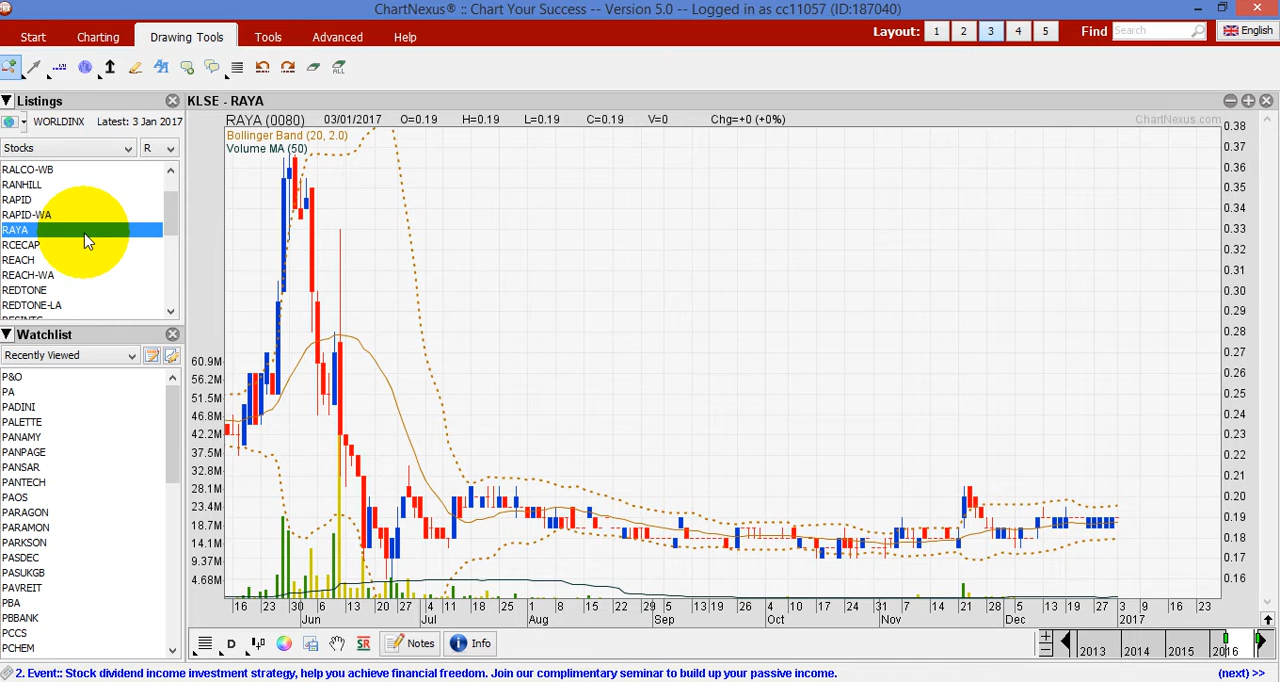 ChartNexus® :: Chart Your Success -- Version 5.0 -- Logged in as cc11057 (ID:187040)
Start Charting Drawing Tools Tools Advanced Help Layout: 1 2 3 4 5 Find Search English
ALL
Listings
WORLDINX Latest: 3 Jan 2017
Stocks R
RALCO-WB
RANHILL
RAPID
RAPID-WA
RAYA
RCECAP
REACH
REACH-WA
REDTONE
REDTONE-LA
Watchlist
Recently Viewed
P&O
PA
PADINI
PALETTE
PANAMY
PANPAGE
PANSAR
PANTECH
PAOS
PARAGON
PARAMON
PARKSON
PASDEC
PASUKGB
PAVREIT
PBA
PBBANK
PCCS
PCHEM
KLSE - RAYA
RAYA (0080) 03/01/2017 O=0.19 H=0.19 L=0.19 C=0.19 V=0 Chg=+0 (+0%) ChartNexus.com
Bollinger Band (20, 2.0)
Volume MA (50)
0.38
0.37
0.36
0.35
0.34
0.33
0.32
0.31
0.30
0.29
0.28
0.27
0.26
0.25
0.24
0.23
0.22
0.21
0.20
0.19
0.18
0.17
0.16
60.9M
56.2M
51.5M
46.8M
42.2M
37.5M
32.8M
28.1M
23.4M
18.7M
14.1M
9.37M
4.68M
16 23 30 6 13 20 27 4 11 18 25 8 15 22 29 5 13 19 26 4 10 17 24 31 7 14 21 28 5 13 19 27 3 9 16 23
Jun Jul Aug Sep Oct Nov Dec 2017
D SR Notes Info 2013 2014 2015 2016
2. Event:: Stock dividend income investment strategy, help you achieve financial freedom. Join our complimentary seminar to build up your passive income. (next) >>